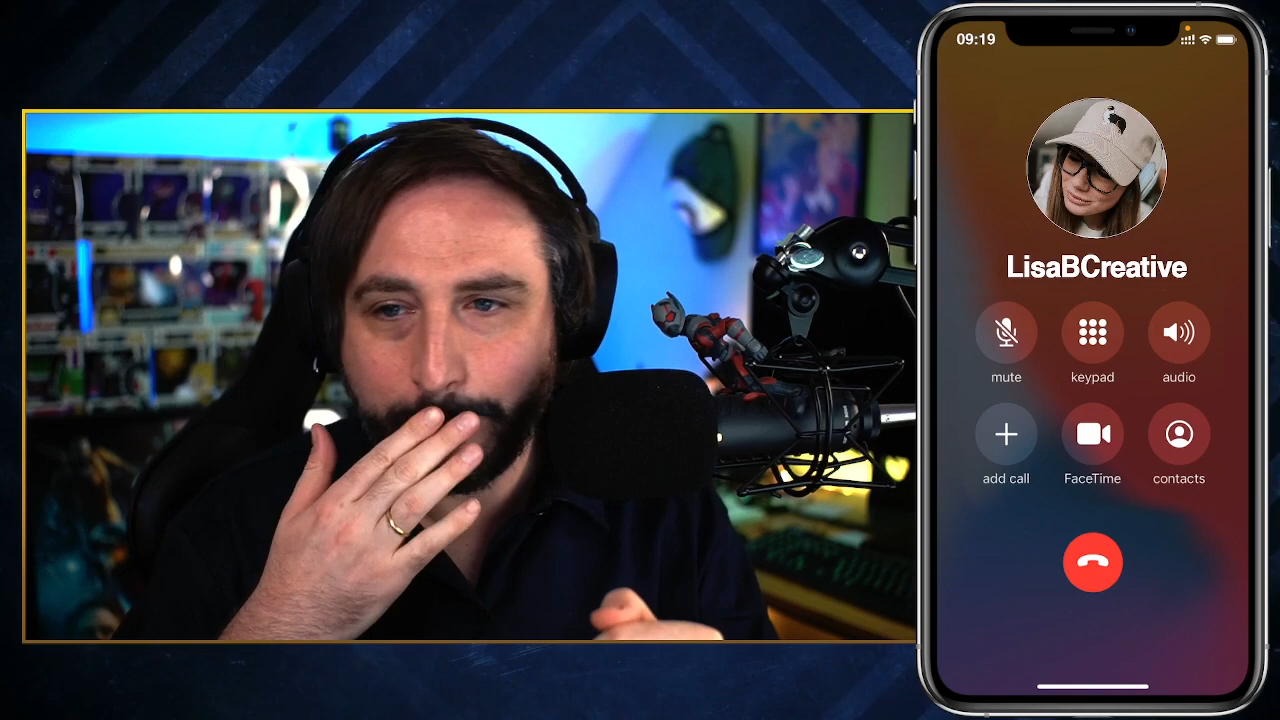 09:19
LisaBCreative
mute
keypad
audio
add call
FaceTime
contacts